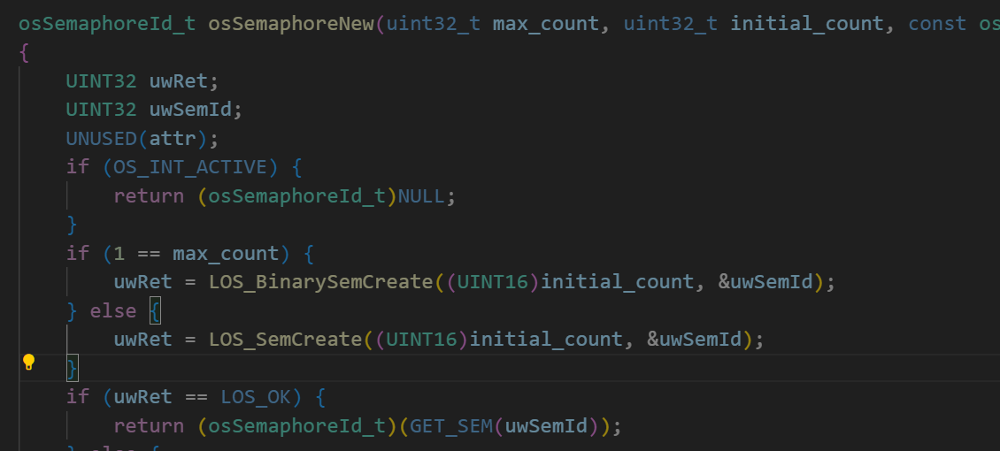 osSemaphoreId_t osSemaphoreNew(uint32_t max_count, uint32_t initial_count, const os
{
    UINT32 uwRet;
    UINT32 uwSemId;
    UNUSED(attr);
    if (OS_INT_ACTIVE) {
        return (osSemaphoreId_t)NULL;
    }
    if (1 == max_count) {
        uwRet = LOS_BinarySemCreate((UINT16)initial_count, &uwSemId);
    } else {
        uwRet = LOS_SemCreate((UINT16)initial_count, &uwSemId);
    }
    if (uwRet == LOS_OK) {
        return (osSemaphoreId_t)(GET_SEM(uwSemId));
    } else {